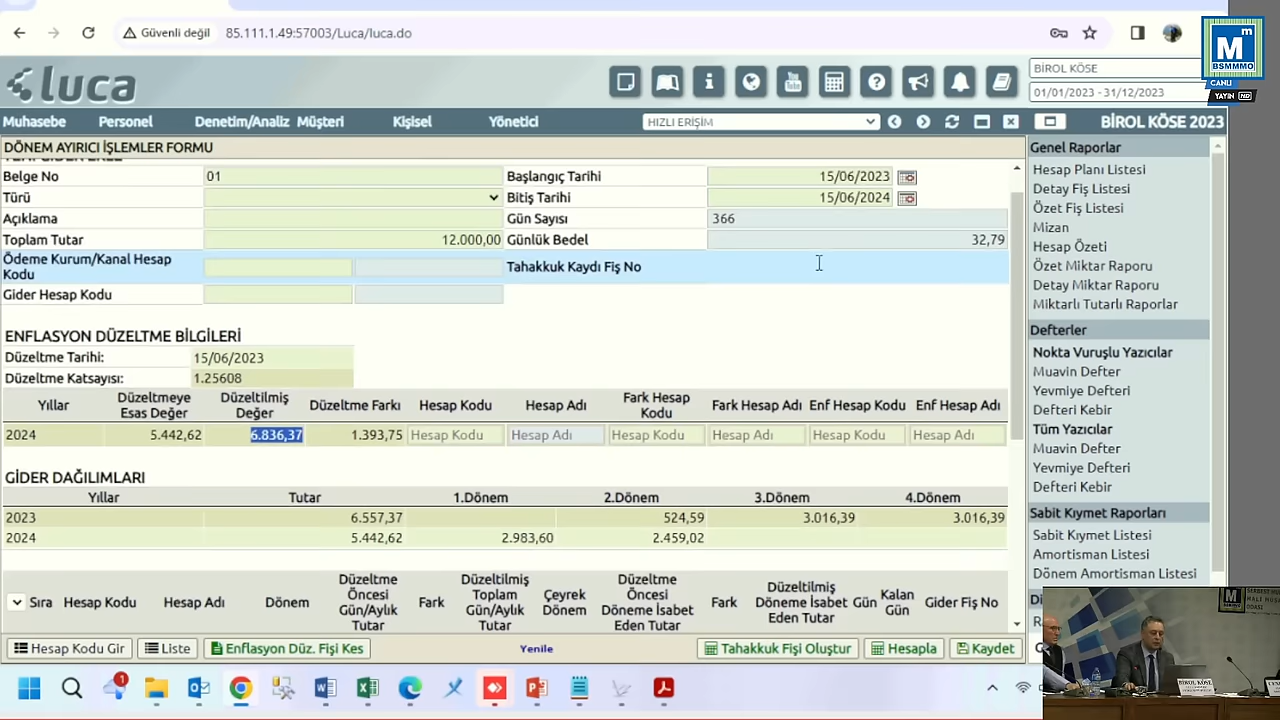 Güvenli değil 85.111.1.49:57003/Luca/luca.do
M m
BSMMMO
CANLI
YAYIN HD
luca
BİROL KÖSE
01/01/2023 - 31/12/2023
Muhasebe Personel Denetim/Analiz Müşteri Kişisel Yönetici HIZLI ERİŞİM BİROL KÖSE 2023
DÖNEM AYIRICI İŞLEMLER FORMU
Belge No 01 Başlangıç Tarihi 15/06/2023
Türü Bitiş Tarihi 15/06/2024
Açıklama Gün Sayısı 366
Toplam Tutar 12.000,00 Günlük Bedel 32,79
Ödeme Kurum/Kanal Hesap Kodu Tahakkuk Kaydı Fiş No
Gider Hesap Kodu
ENFLASYON DÜZELTME BİLGİLERİ
Düzeltme Tarihi: 15/06/2023
Düzeltme Katsayısı: 1.25608
Yıllar Düzeltmeye Esas Değer Düzeltilmiş Değer Düzeltme Farkı Hesap Kodu Hesap Adı Fark Hesap Kodu Fark Hesap Adı Enf Hesap Kodu Enf Hesap Adı
2024 5.442,62 6.836,37 1.393,75 Hesap Kodu Hesap Adı Hesap Kodu Hesap Adı Hesap Kodu Hesap Adı
GİDER DAĞILIMLARI
Yıllar Tutar 1.Dönem 2.Dönem 3.Dönem 4.Dönem
2023 6.557,37 524,59 3.016,39 3.016,39
2024 5.442,62 2.983,60 2.459,02
Sıra Hesap Kodu Hesap Adı Dönem Düzeltme Öncesi Gün/Aylık Tutar Fark Düzeltilmiş Toplam Gün/Aylık Tutar Çeyrek Dönem Düzeltme Öncesi Döneme İsabet Eden Tutar Fark Düzeltilmiş Döneme İsabet Eden Tutar Gün Kalan Gün Gider Fiş No
Hesap Kodu Gir Liste Enflasyon Düz. Fişi Kes Yenile Tahakkuk Fişi Oluştur Hesapla Kaydet
Genel Raporlar
Hesap Planı Listesi
Detay Fiş Listesi
Özet Fiş Listesi
Mizan
Hesap Özeti
Özet Miktar Raporu
Detay Miktar Raporu
Miktarlı Tutarlı Raporlar
Defterler
Nokta Vuruşlu Yazıcılar
Muavin Defter
Yevmiye Defteri
Defteri Kebir
Tüm Yazıcılar
Muavin Defter
Yevmiye Defteri
Defteri Kebir
Sabit Kıymet Raporları
Sabit Kıymet Listesi
Amortisman Listesi
Dönem Amortisman Listesi
1
BİROL KÖSE